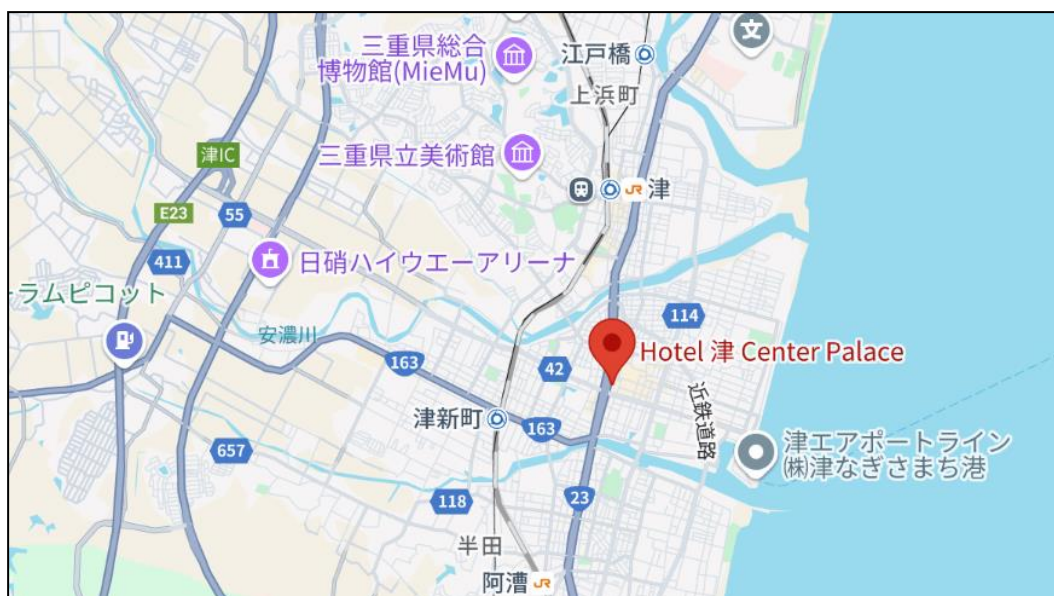 三重県総合
博物館(MieMu)
江戸橋
文
上浜町
三重県立美術館
津IC
JR 津
E23
55
411
日硝ハイウエーアリーナ
ーラムピコット
安濃川
114
163
42
Hotel 津 Center Palace
近鉄道路
津新町
163
657
津エアポートライン
㈱津なぎさまち港
118
23
半田
阿漕 JR